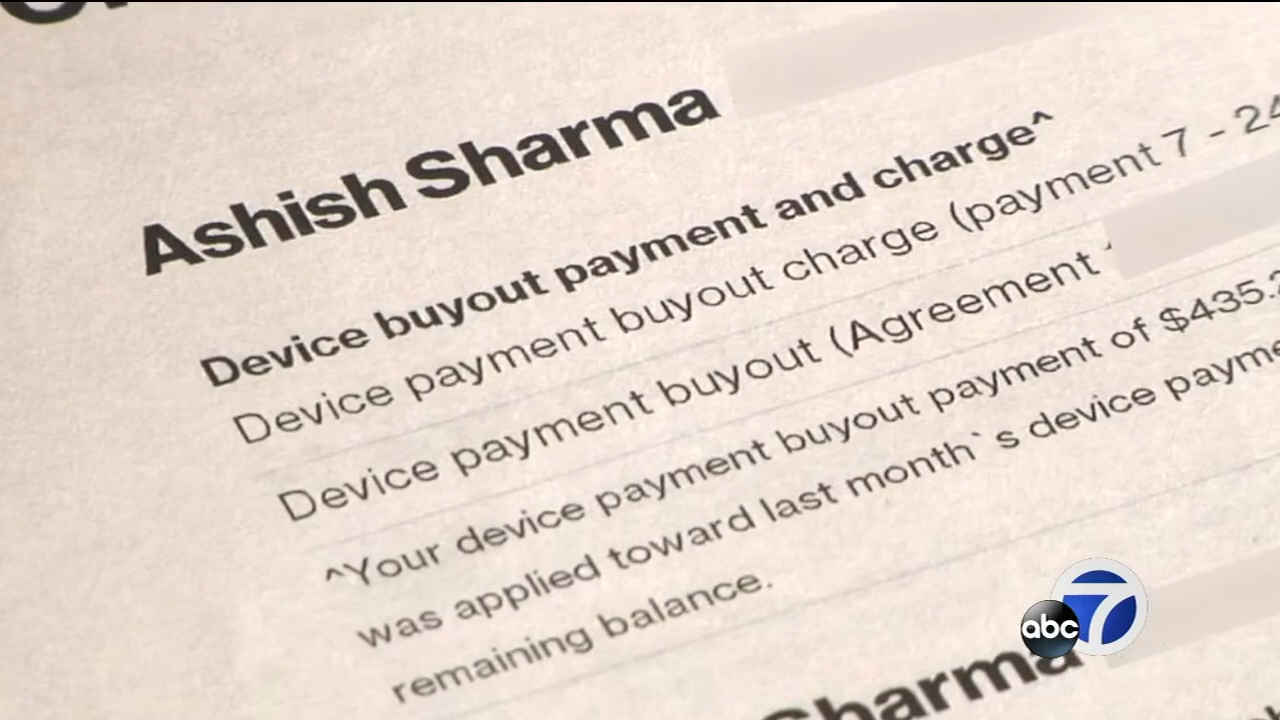 Ashish Sharma
Device buyout payment and charge^
Device payment buyout charge (payment 7 - 24
Device payment buyout (Agreement
^Your device payment buyout payment of $435.2
was applied toward last month`s device payme
remaining balance.
Sharma
abc 7